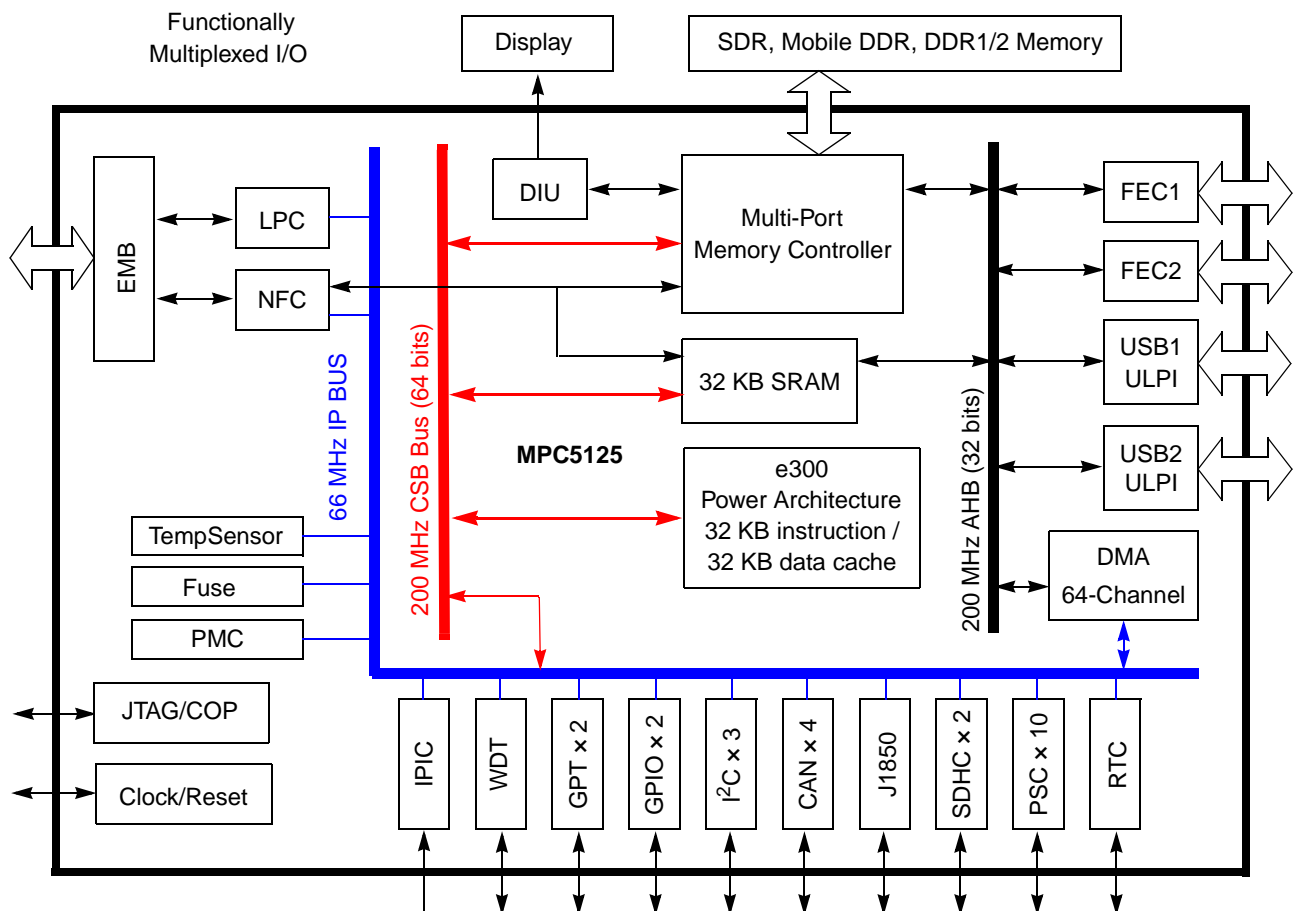 Functionally
Multiplexed I/O
Display
SDR, Mobile DDR, DDR1/2 Memory
EMB
LPC
NFC
DIU
Multi-Port
Memory Controller
FEC1
FEC2
USB1
ULPI
USB2
ULPI
66 MHz IP BUS
200 MHz CSB Bus (64 bits)
32 KB SRAM
MPC5125
e300
Power Architecture
32 KB instruction /
32 KB data cache
200 MHz AHB (32 bits)
DMA
64-Channel
TempSensor
Fuse
PMC
JTAG/COP
Clock/Reset
IPIC
WDT
GPT × 2
GPIO × 2
I²C × 3
CAN × 4
J1850
SDHC × 2
PSC × 10
RTC